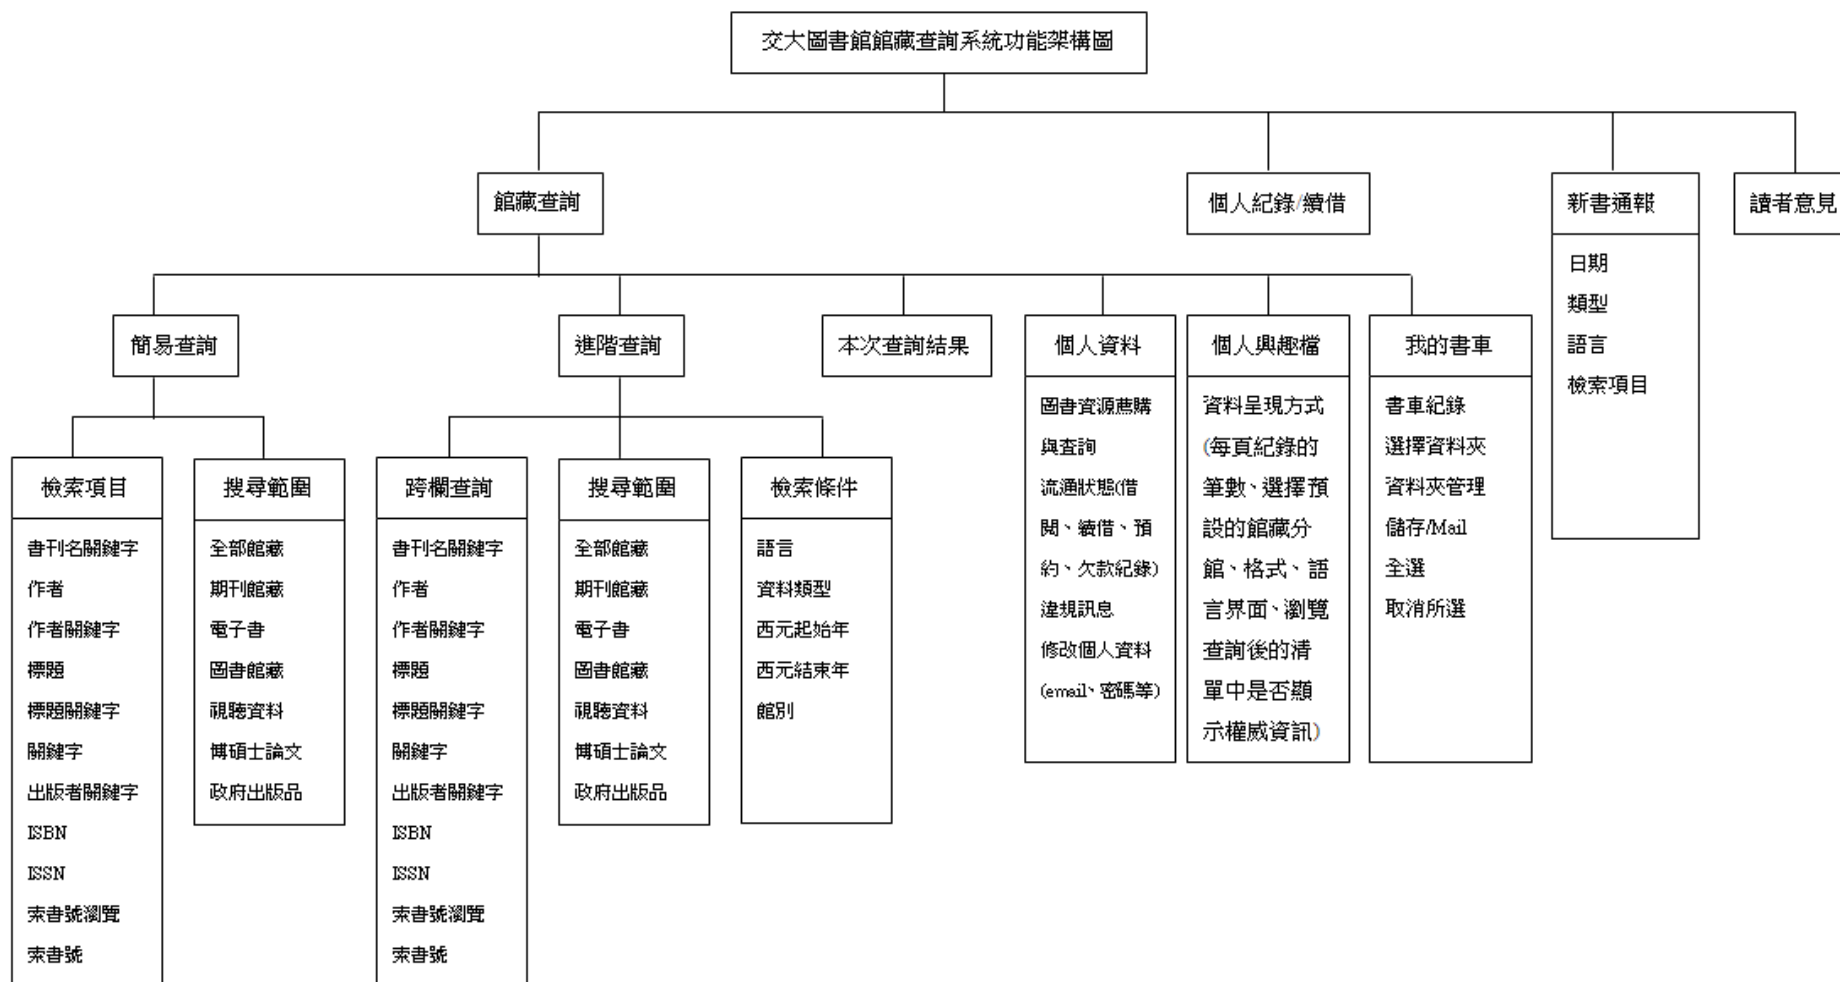 交大圖書館館藏查詢系統功能架構圖
館藏查詢
個人紀錄/續借
新書通報
日期
類型
語言
檢索項目
讀者意見
簡易查詢
進階查詢
本次查詢結果
個人資料
圖書資源薦購
與查詢
流通狀態(借
閱、續借、預
約、欠款紀錄)
違規訊息
修改個人資料
(email、密碼等)
個人興趣檔
資料呈現方式
(每頁紀錄的
筆數、選擇預
設的館藏分
館、格式、語
言界面、瀏覽
查詢後的清
單中是否顯
示權威資訊)
我的書車
書車紀錄
選擇資料夾
資料夾管理
儲存/Mail
全選
取消所選
檢索項目
書刊名關鍵字
作者
作者關鍵字
標題
標題關鍵字
關鍵字
出版者關鍵字
ISBN
ISSN
索書號瀏覽
索書號
搜尋範圍
全部館藏
期刊館藏
電子書
圖書館藏
視聽資料
博碩士論文
政府出版品
跨欄查詢
書刊名關鍵字
作者
作者關鍵字
標題
標題關鍵字
關鍵字
出版者關鍵字
ISBN
ISSN
索書號瀏覽
索書號
搜尋範圍
全部館藏
期刊館藏
電子書
圖書館藏
視聽資料
博碩士論文
政府出版品
檢索條件
語言
資料類型
西元起始年
西元結束年
館別